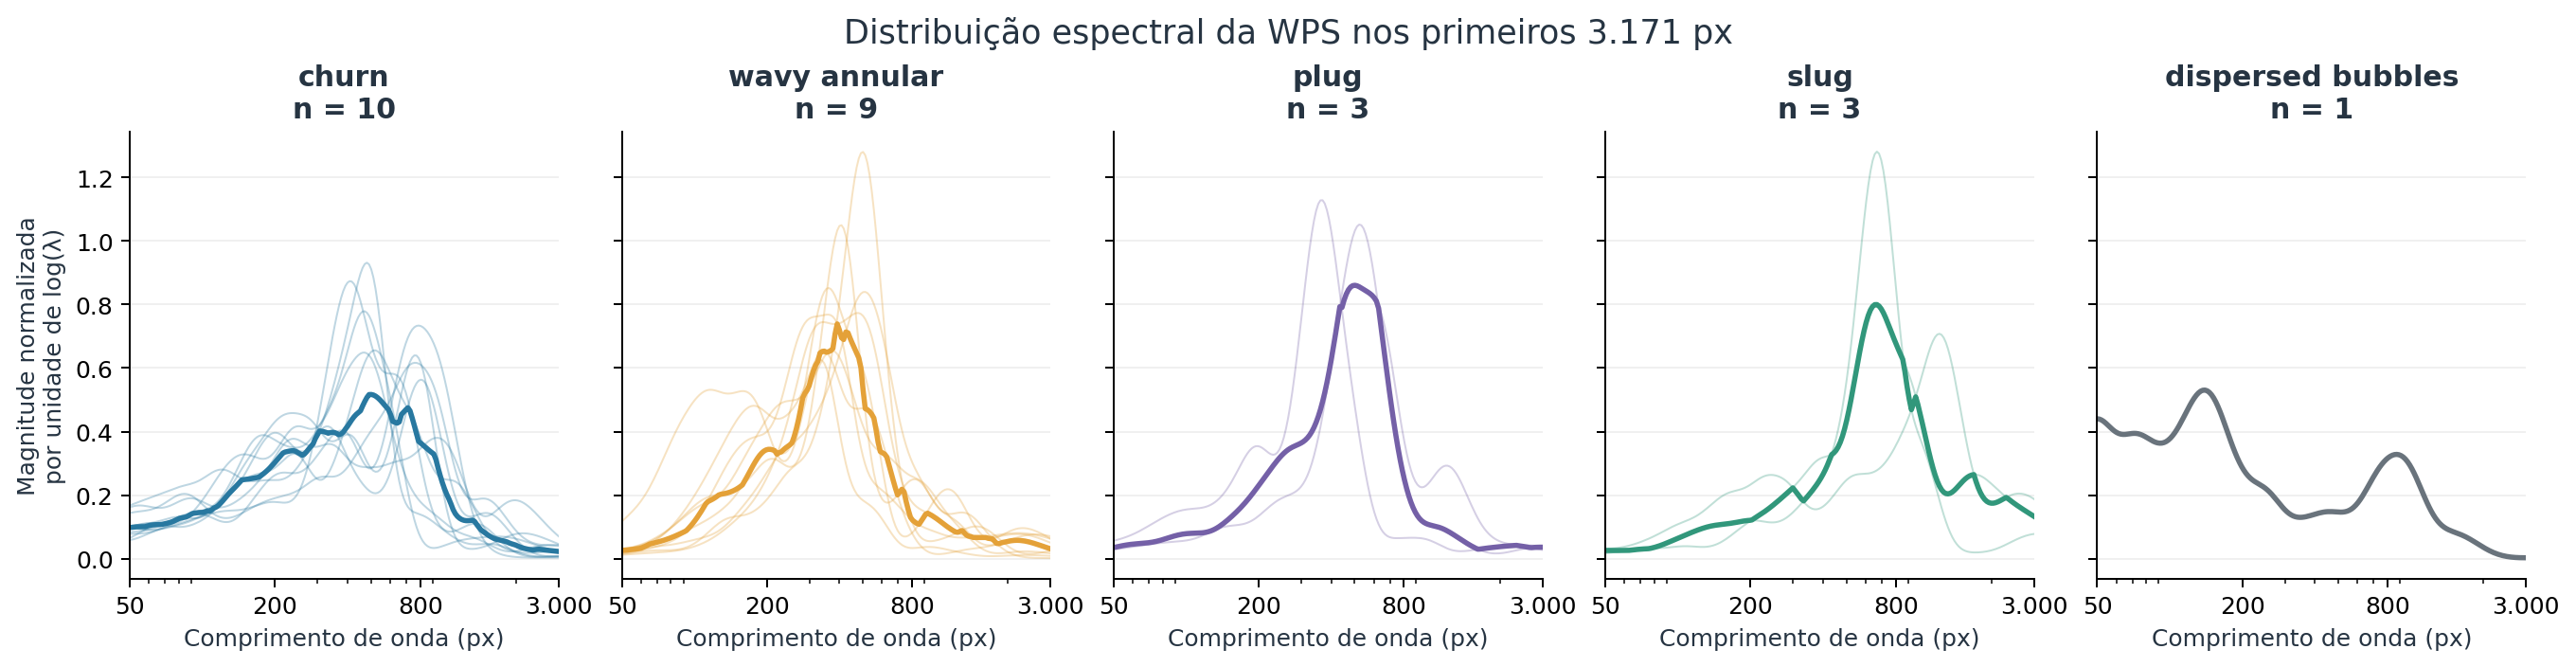 Distribuição espectral da WPS nos primeiros 3.171 px
churn
n = 10
wavy annular
n = 9
plug
n = 3
slug
n = 3
dispersed bubbles
n = 1
Magnitude normalizada
por unidade de log(λ)
1.2
1.0
0.8
0.6
0.4
0.2
0.0
50 200 800 3.000
50 200 800 3.000
50 200 800 3.000
50 200 800 3.000
50 200 800 3.000
Comprimento de onda (px)
Comprimento de onda (px)
Comprimento de onda (px)
Comprimento de onda (px)
Comprimento de onda (px)